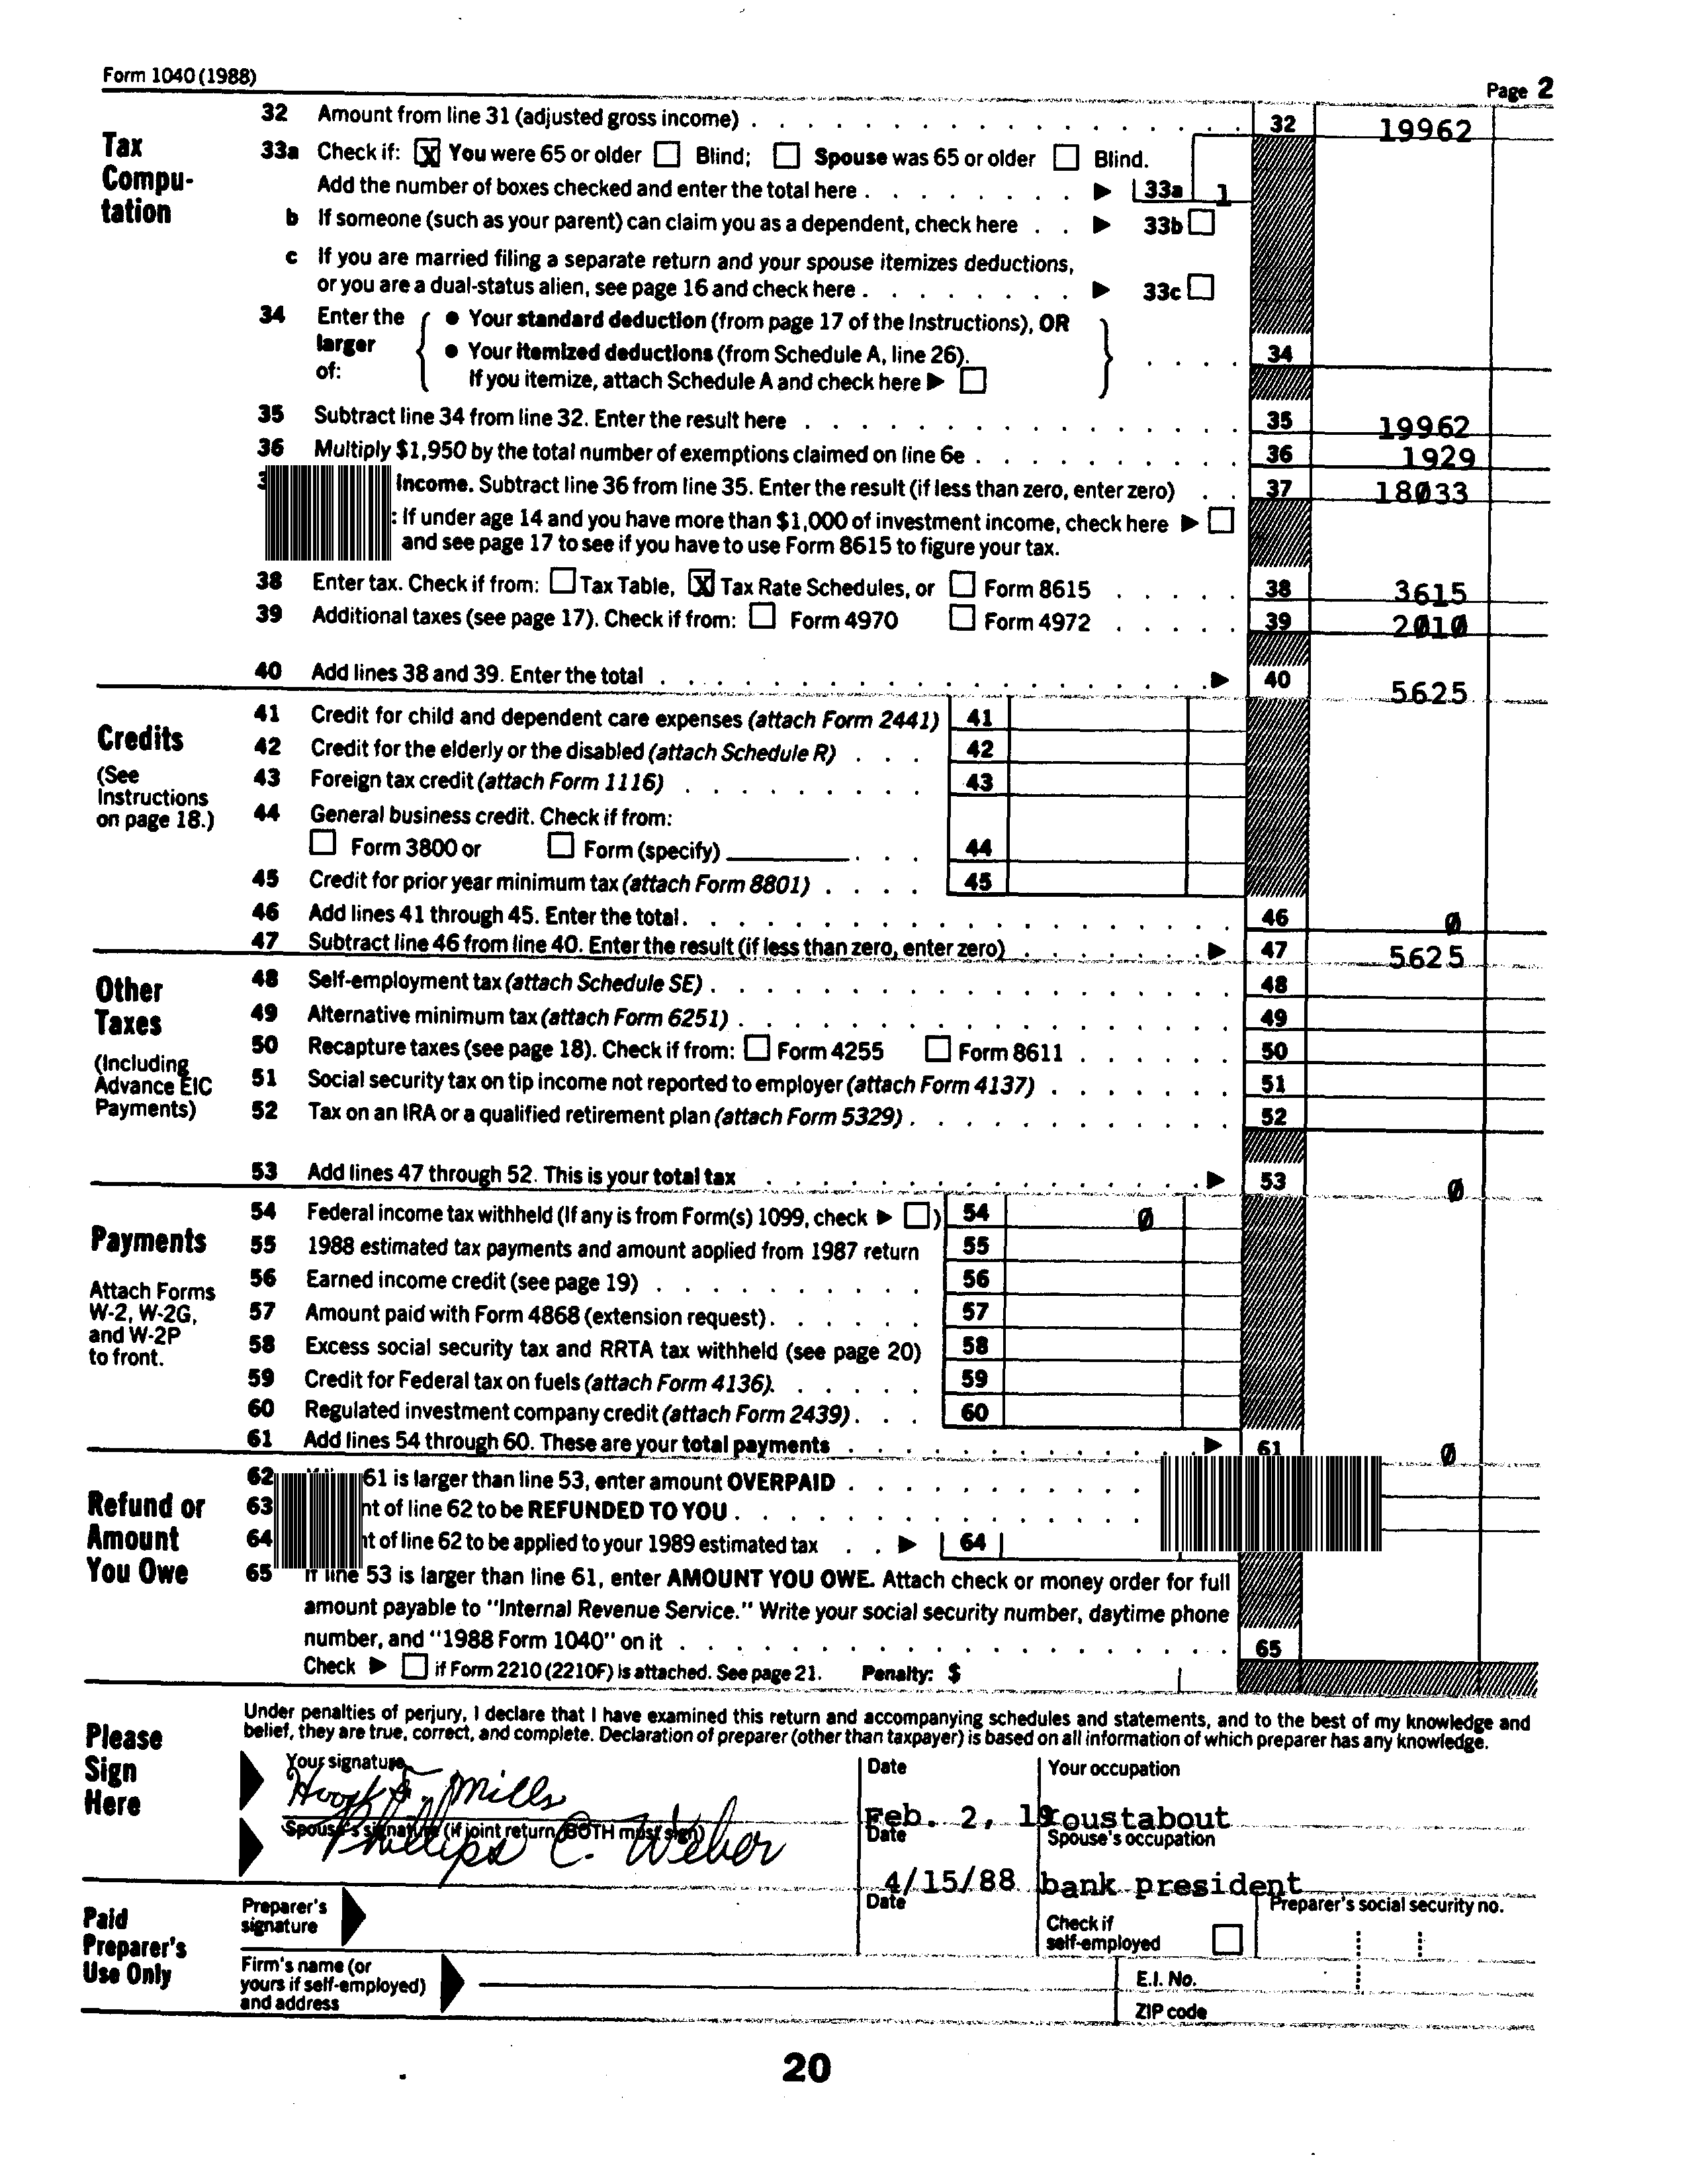 Form 1040 (1988)
Page 2
Tax Compu-tation
32 Amount from line 31 (adjusted gross income) . . . 32 19962
33a Check if: [X] You were 65 or older [ ] Blind; [ ] Spouse was 65 or older [ ] Blind.
Add the number of boxes checked and enter the total here . . . ▶ 33a 1
b If someone (such as your parent) can claim you as a dependent, check here . . ▶ 33b [ ]
c If you are married filing a separate return and your spouse itemizes deductions,
or you are a dual-status alien, see page 16 and check here . . . ▶ 33c [ ]
34 Enter the larger of: { ● Your standard deduction (from page 17 of the Instructions), OR
● Your itemized deductions (from Schedule A, line 26). } . . . . 34
If you itemize, attach Schedule A and check here ▶ [ ]
35 Subtract line 34 from line 32. Enter the result here . . . 35 19962
36 Multiply $1,950 by the total number of exemptions claimed on line 6e . . . 36 1929
Income. Subtract line 36 from line 35. Enter the result (if less than zero, enter zero) . . 37 18033
: If under age 14 and you have more than $1,000 of investment income, check here ▶ [ ]
and see page 17 to see if you have to use Form 8615 to figure your tax.
38 Enter tax. Check if from: [ ] Tax Table, [X] Tax Rate Schedules, or [ ] Form 8615 . . . 38 3615
39 Additional taxes (see page 17). Check if from: [ ] Form 4970 [ ] Form 4972 . . . 39 2010
40 Add lines 38 and 39. Enter the total . . . ▶ 40 5625
Credits
(See Instructions on page 18.)
41 Credit for child and dependent care expenses (attach Form 2441) 41
42 Credit for the elderly or the disabled (attach Schedule R) . . . 42
43 Foreign tax credit (attach Form 1116) . . . 43
44 General business credit. Check if from:
[ ] Form 3800 or [ ] Form (specify) ________ . . . 44
45 Credit for prior year minimum tax (attach Form 8801) . . . . 45
46 Add lines 41 through 45. Enter the total . . . 46 0
47 Subtract line 46 from line 40. Enter the result (if less than zero, enter zero) . . . ▶ 47 5625
Other Taxes
(Including Advance EIC Payments)
48 Self-employment tax (attach Schedule SE) . . . 48
49 Alternative minimum tax (attach Form 6251) . . . 49
50 Recapture taxes (see page 18). Check if from: [ ] Form 4255 [ ] Form 8611 . . . 50
51 Social security tax on tip income not reported to employer (attach Form 4137) . . . 51
52 Tax on an IRA or a qualified retirement plan (attach Form 5329) . . . 52
53 Add lines 47 through 52. This is your total tax . . . ▶ 53 0
Payments
Attach Forms W-2, W-2G, and W-2P to front.
54 Federal income tax withheld (If any is from Form(s) 1099, check ▶ [ ]) 54 0
55 1988 estimated tax payments and amount applied from 1987 return 55
56 Earned income credit (see page 19) . . . 56
57 Amount paid with Form 4868 (extension request) . . . 57
58 Excess social security tax and RRTA tax withheld (see page 20) 58
59 Credit for Federal tax on fuels (attach Form 4136) . . . 59
60 Regulated investment company credit (attach Form 2439) . . . 60
61 Add lines 54 through 60. These are your total payments . . . ▶ 61 0
Refund or Amount You Owe
62 61 is larger than line 53, enter amount OVERPAID . . .
63 nt of line 62 to be REFUNDED TO YOU . . .
64 nt of line 62 to be applied to your 1989 estimated tax . . ▶ 64
65 If line 53 is larger than line 61, enter AMOUNT YOU OWE. Attach check or money order for full
amount payable to "Internal Revenue Service." Write your social security number, daytime phone
number, and "1988 Form 1040" on it . . . 65
Check ▶ [ ] if Form 2210 (2210F) is attached. See page 21. Penalty: $
Please Sign Here
Under penalties of perjury, I declare that I have examined this return and accompanying schedules and statements, and to the best of my knowledge and
belief, they are true, correct, and complete. Declaration of preparer (other than taxpayer) is based on all information of which preparer has any knowledge.
Your signature Date Your occupation
Mills Feb. 2, 19 roustabout
Spouse's signature (if joint return, BOTH must sign) Date Spouse's occupation
C. Weber 4/15/88 bank president
Paid Preparer's Use Only
Preparer's signature Date Check if self-employed [ ] Preparer's social security no.
Firm's name (or yours if self-employed) and address E.I. No.
ZIP code
20